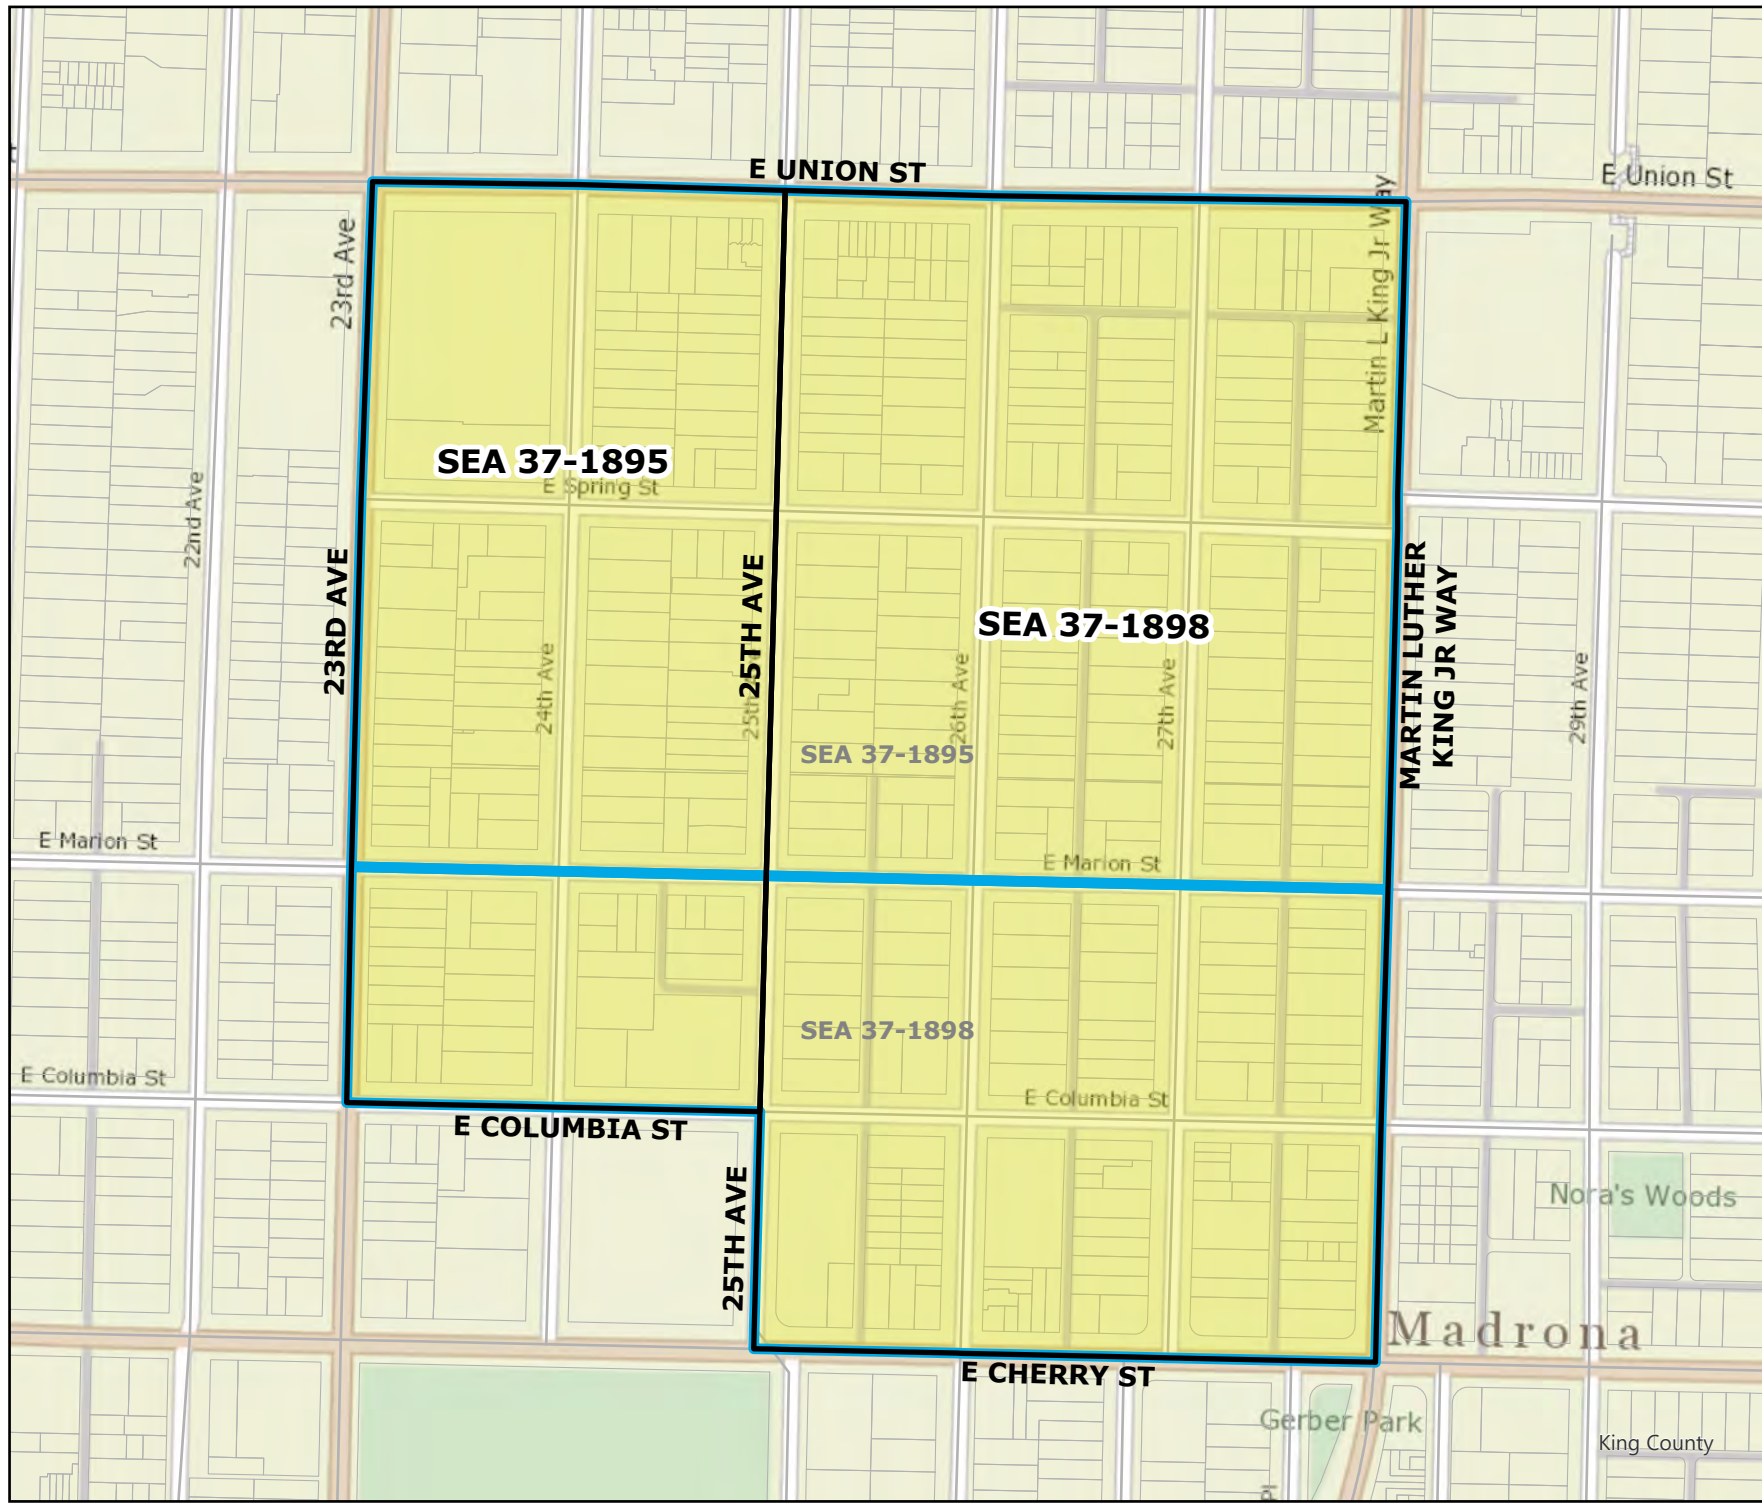 E UNION ST
E Union St
23rd Ave
Martin L King Jr Way
SEA 37-1895
E Spring St
22nd Ave
23RD AVE
25TH AVE
SEA 37-1898
MARTIN LUTHER
KING JR WAY
24th Ave
26th Ave
27th Ave
29th Ave
SEA 37-1895
E Marion St
E Marion St
SEA 37-1898
E Columbia St
E Columbia St
E COLUMBIA ST
25TH AVE
Nora's Woods
Madrona
E CHERRY ST
Gerber Park
King County
Pl